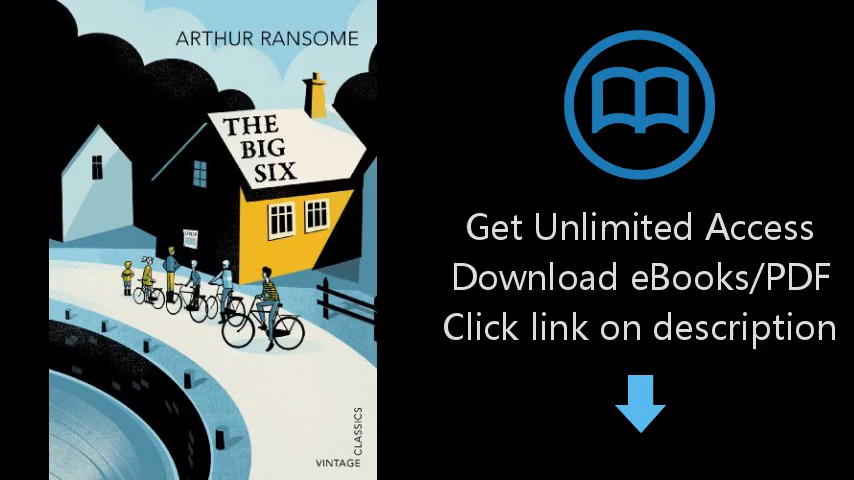 ARTHUR RANSOME
THE
BIG
SIX
VINTAGE
CLASSICS
Get Unlimited Access
Download eBooks/PDF
Click link on description